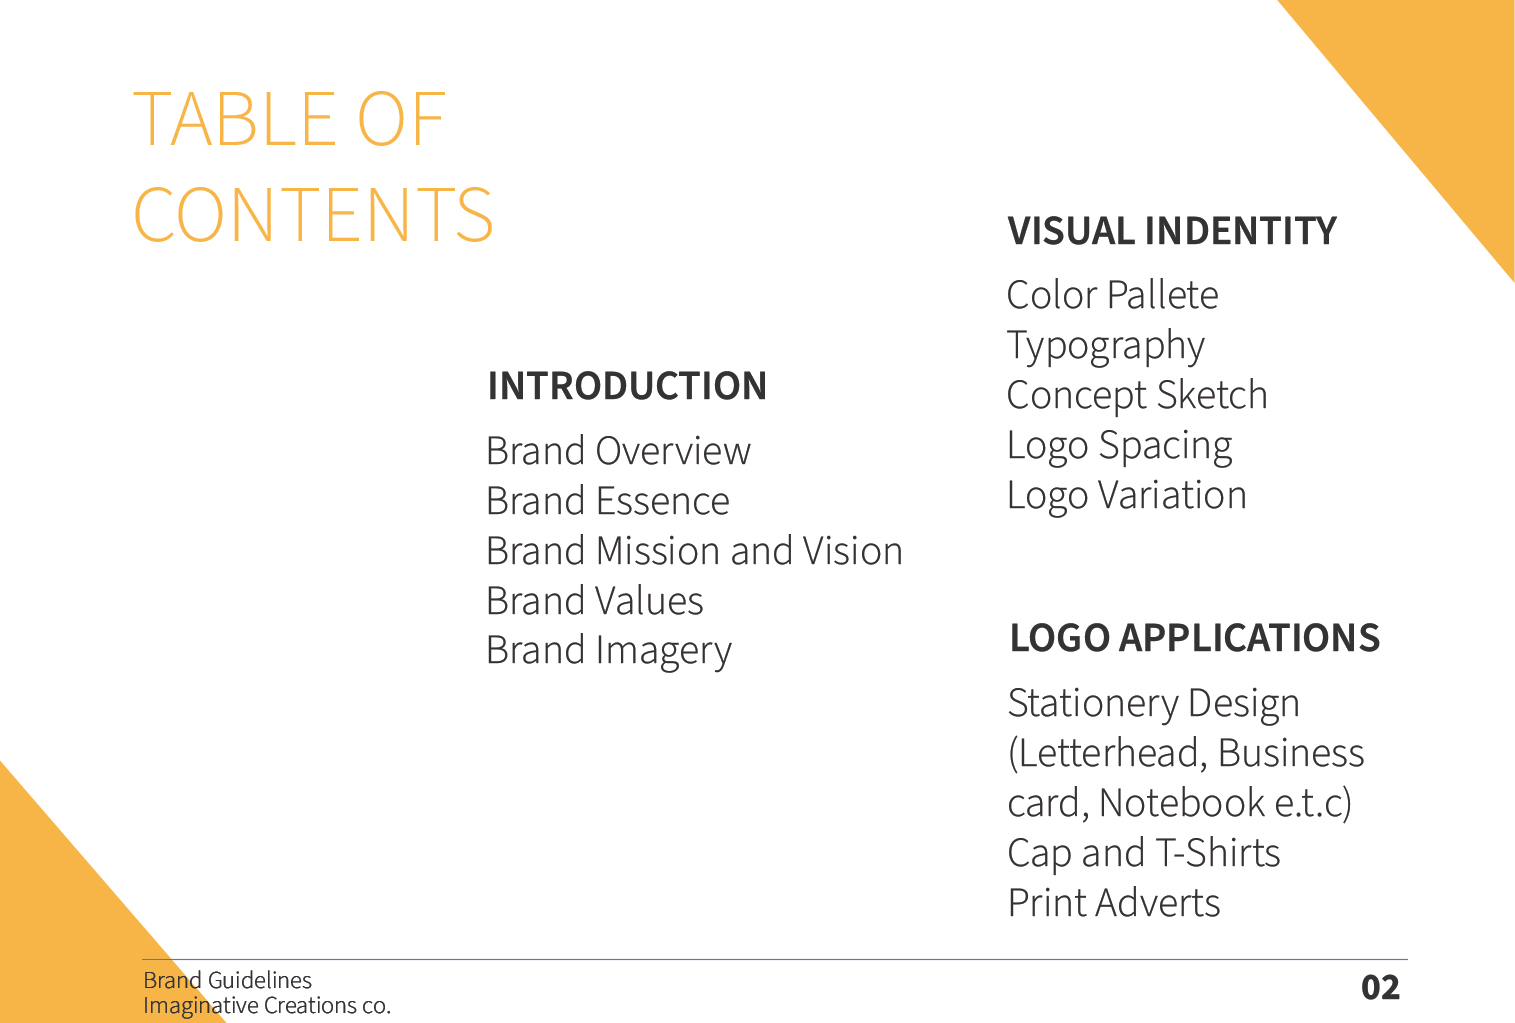 TABLE OF
CONTENTS
INTRODUCTION
Brand Overview
Brand Essence
Brand Mission and Vision
Brand Values
Brand Imagery
VISUAL INDENTITY
Color Pallete
Typography
Concept Sketch
Logo Spacing
Logo Variation
LOGO APPLICATIONS
Stationery Design
(Letterhead, Business
card, Notebook e.t.c)
Cap and T-Shirts
Print Adverts
Brand Guidelines
Imaginative Creations co.
02